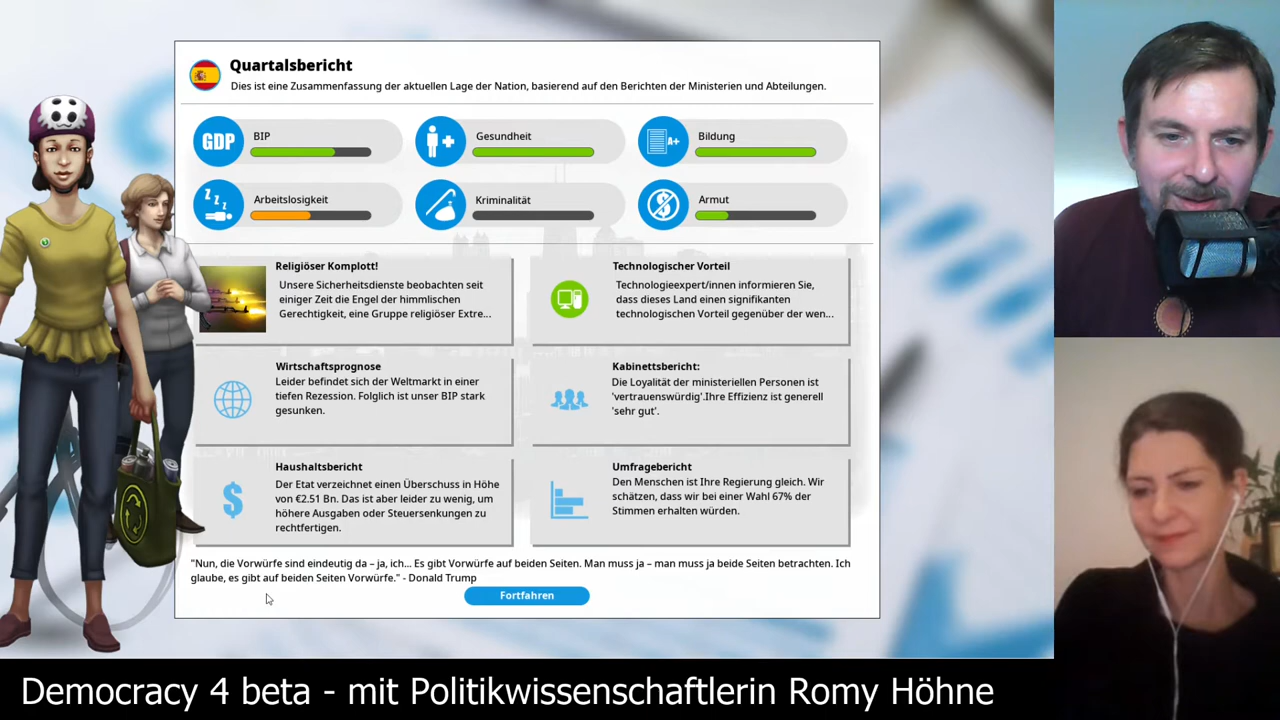 Quartalsbericht
Dies ist eine Zusammenfassung der aktuellen Lage der Nation, basierend auf den Berichten der Ministerien und Abteilungen.
GDP
BIP
Gesundheit
A+
Bildung
Z Z Z
Arbeitslosigkeit
Kriminalität
$
Armut
Religiöser Komplott!
Unsere Sicherheitsdienste beobachten seit
einiger Zeit die Engel der himmlischen
Gerechtigkeit, eine Gruppe religiöser Extre...
Technologischer Vorteil
Technologieexpert/innen informieren Sie,
dass dieses Land einen signifikanten
technologischen Vorteil gegenüber der wen...
Wirtschaftsprognose
Leider befindet sich der Weltmarkt in einer
tiefen Rezession. Folglich ist unser BIP stark
gesunken.
Kabinettsbericht:
Die Loyalität der ministeriellen Personen ist
'vertrauenswürdig'.Ihre Effizienz ist generell
'sehr gut'.
$
Haushaltsbericht
Der Etat verzeichnet einen Überschuss in Höhe
von €2.51 Bn. Das ist aber leider zu wenig, um
höhere Ausgaben oder Steuersenkungen zu
rechtfertigen.
Umfragebericht
Den Menschen ist Ihre Regierung gleich. Wir
schätzen, dass wir bei einer Wahl 67% der
Stimmen erhalten würden.
"Nun, die Vorwürfe sind eindeutig da – ja, ich... Es gibt Vorwürfe auf beiden Seiten. Man muss ja – man muss ja beide Seiten betrachten. Ich
glaube, es gibt auf beiden Seiten Vorwürfe." - Donald Trump
Fortfahren
Democracy 4 beta - mit Politikwissenschaftlerin Romy Höhne